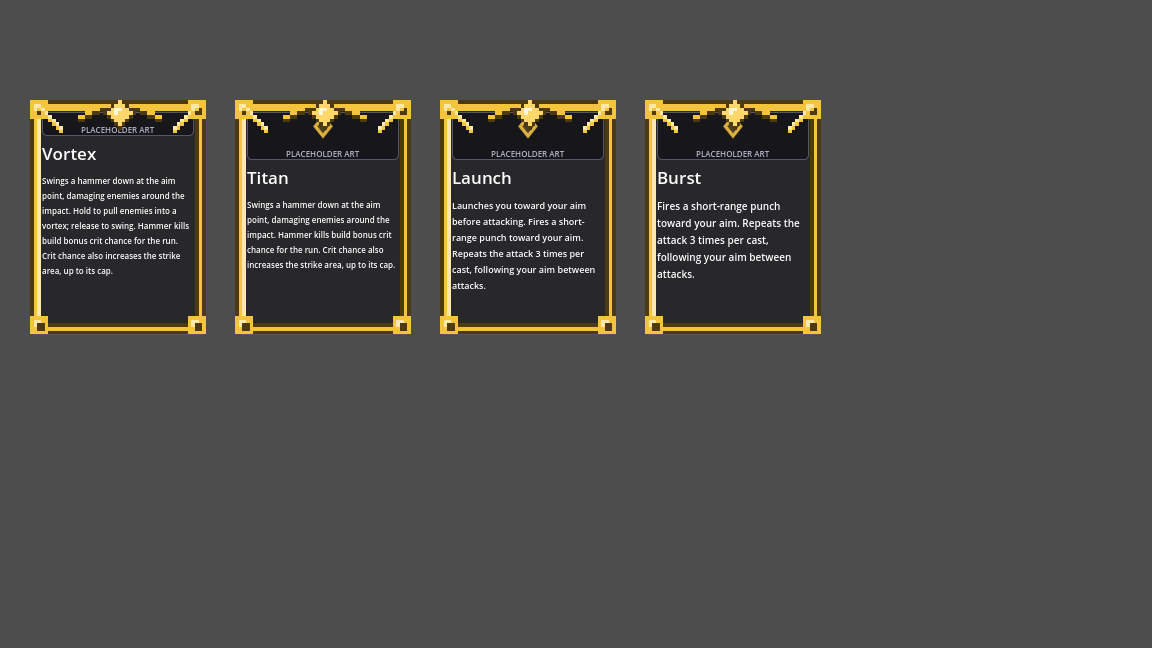 PLACEHOLDER ART
Vortex
Swings a hammer down at the aim
point, damaging enemies around the
impact. Hold to pull enemies into a
vortex; release to swing. Hammer kills
build bonus crit chance for the run.
Crit chance also increases the strike
area, up to its cap.
PLACEHOLDER ART
Titan
Swings a hammer down at the aim
point, damaging enemies around the
impact. Hammer kills build bonus crit
chance for the run. Crit chance also
increases the strike area, up to its cap.
PLACEHOLDER ART
Launch
Launches you toward your aim
before attacking. Fires a short-
range punch toward your aim.
Repeats the attack 3 times per
cast, following your aim between
attacks.
PLACEHOLDER ART
Burst
Fires a short-range punch
toward your aim. Repeats the
attack 3 times per cast,
following your aim between
attacks.